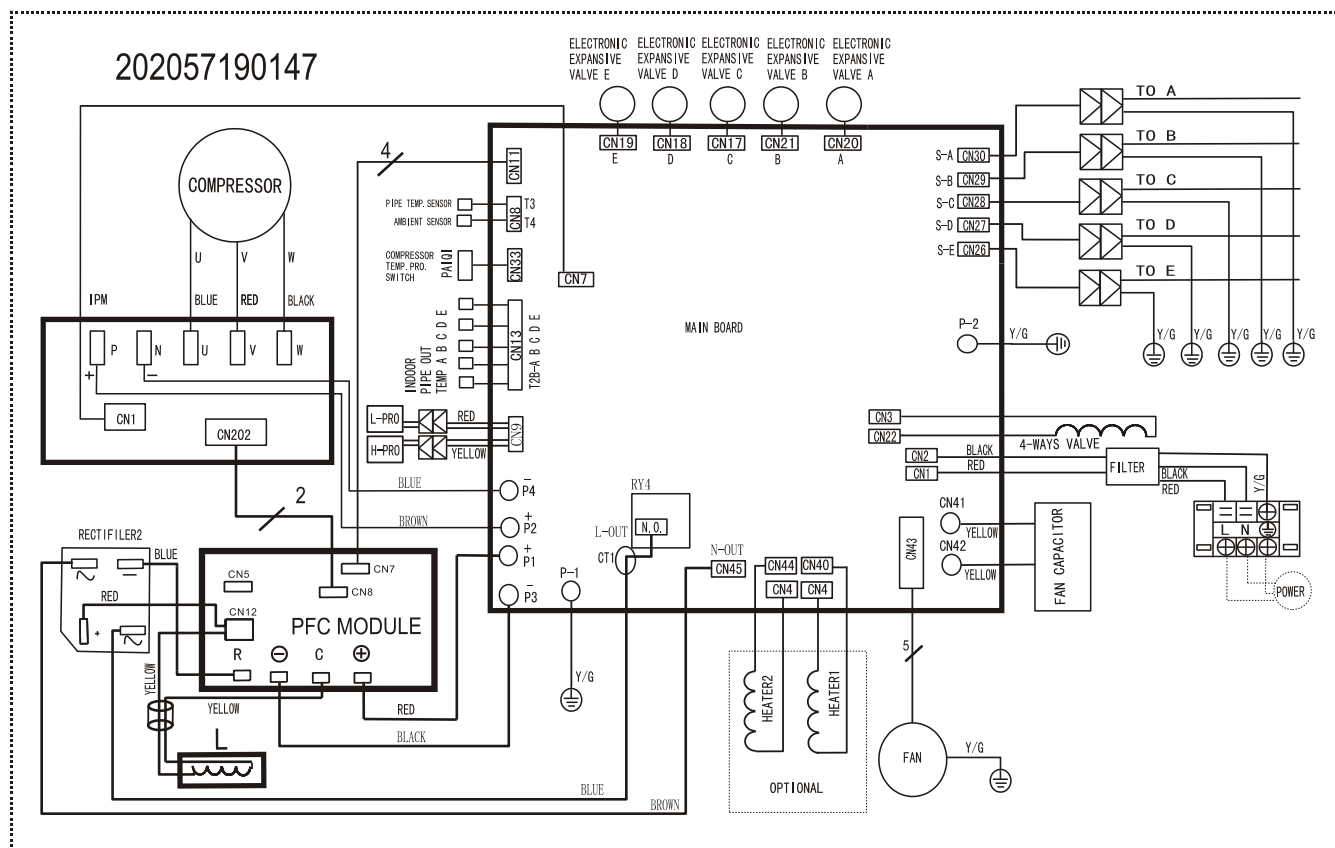 202057190147
ELECTRONIC EXPANSIVE VALVE E
ELECTRONIC EXPANSIVE VALVE D
ELECTRONIC EXPANSIVE VALVE C
ELECTRONIC EXPANSIVE VALVE B
ELECTRONIC EXPANSIVE VALVE A
CN19
CN18
CN17
CN21
CN20
E
D
C
B
A
COMPRESSOR
U
V
W
BLUE
RED
BLACK
IPM
P
N
U
V
W
+
−
CN1
CN202
4
CN11
PIPE TEMP. SENSOR
AMBIENT SENSOR
CN8
T3
T4
COMPRESSOR
TEMP. PRO.
SWITCH
PAIQI
CN33
CN7
INDOOR
PIPE OUT
TEMP A B C D E
CN13
T2B-A B C D E
L-PRO
H-PRO
RED
YELLOW
CN9
MAIN BOARD
S-A CN30
S-B CN29
S-C CN28
S-D CN27
S-E CN26
TO A
TO B
TO C
TO D
TO E
Y/G
Y/G
Y/G
Y/G
Y/G
P-2
Y/G
CN3
CN22
4-WAYS VALVE
CN2
CN1
BLACK
RED
FILTER
BLACK
RED
Y/G
L N
POWER
BLUE
BROWN
−
P4
+
P2
+
P1
−
P3
2
RECTIFILER2
BLUE
RED
+
CN5
CN7
CN8
CN12
PFC MODULE
R
C
YELLOW
YELLOW
L
RED
BLACK
BLUE
BROWN
P-1
Y/G
RY4
N.O.
L-OUT
CT1
N-OUT
CN45
CN44
CN40
CN4
CN4
HEATER2
HEATER1
OPTIONAL
CN43
5
FAN
Y/G
CN41
CN42
YELLOW
YELLOW
FAN CAPACITOR